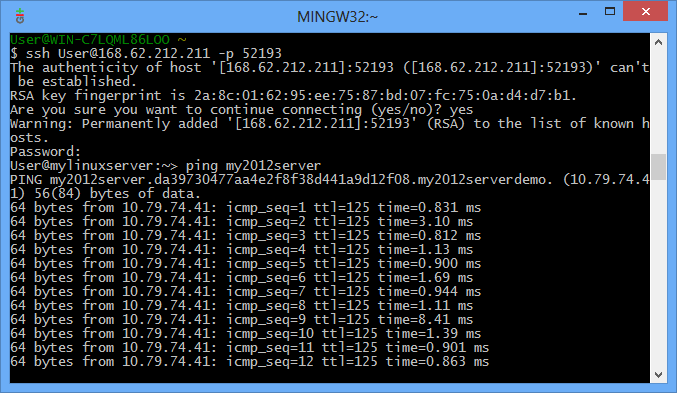 MINGW32:~
User@WIN-C7LQML86LOO ~
$ ssh User@168.62.212.211 -p 52193
The authenticity of host '[168.62.212.211]:52193 ([168.62.212.211]:52193)' can't
be established.
RSA key fingerprint is 2a:8c:01:62:95:ee:75:87:bd:07:fc:75:0a:d4:d7:b1.
Are you sure you want to continue connecting (yes/no)? yes
Warning: Permanently added '[168.62.212.211]:52193' (RSA) to the list of known h
osts.
Password:
User@mylinuxserver:~> ping my2012server
PING my2012server.da39730477aa4e2f8f38d441a9d12f08.my2012serverdemo. (10.79.74.4
1) 56(84) bytes of data.
64 bytes from 10.79.74.41: icmp_seq=1 ttl=125 time=0.831 ms
64 bytes from 10.79.74.41: icmp_seq=2 ttl=125 time=3.10 ms
64 bytes from 10.79.74.41: icmp_seq=3 ttl=125 time=0.812 ms
64 bytes from 10.79.74.41: icmp_seq=4 ttl=125 time=1.13 ms
64 bytes from 10.79.74.41: icmp_seq=5 ttl=125 time=0.900 ms
64 bytes from 10.79.74.41: icmp_seq=6 ttl=125 time=1.69 ms
64 bytes from 10.79.74.41: icmp_seq=7 ttl=125 time=0.944 ms
64 bytes from 10.79.74.41: icmp_seq=8 ttl=125 time=1.11 ms
64 bytes from 10.79.74.41: icmp_seq=9 ttl=125 time=8.41 ms
64 bytes from 10.79.74.41: icmp_seq=10 ttl=125 time=1.39 ms
64 bytes from 10.79.74.41: icmp_seq=11 ttl=125 time=0.901 ms
64 bytes from 10.79.74.41: icmp_seq=12 ttl=125 time=0.863 ms